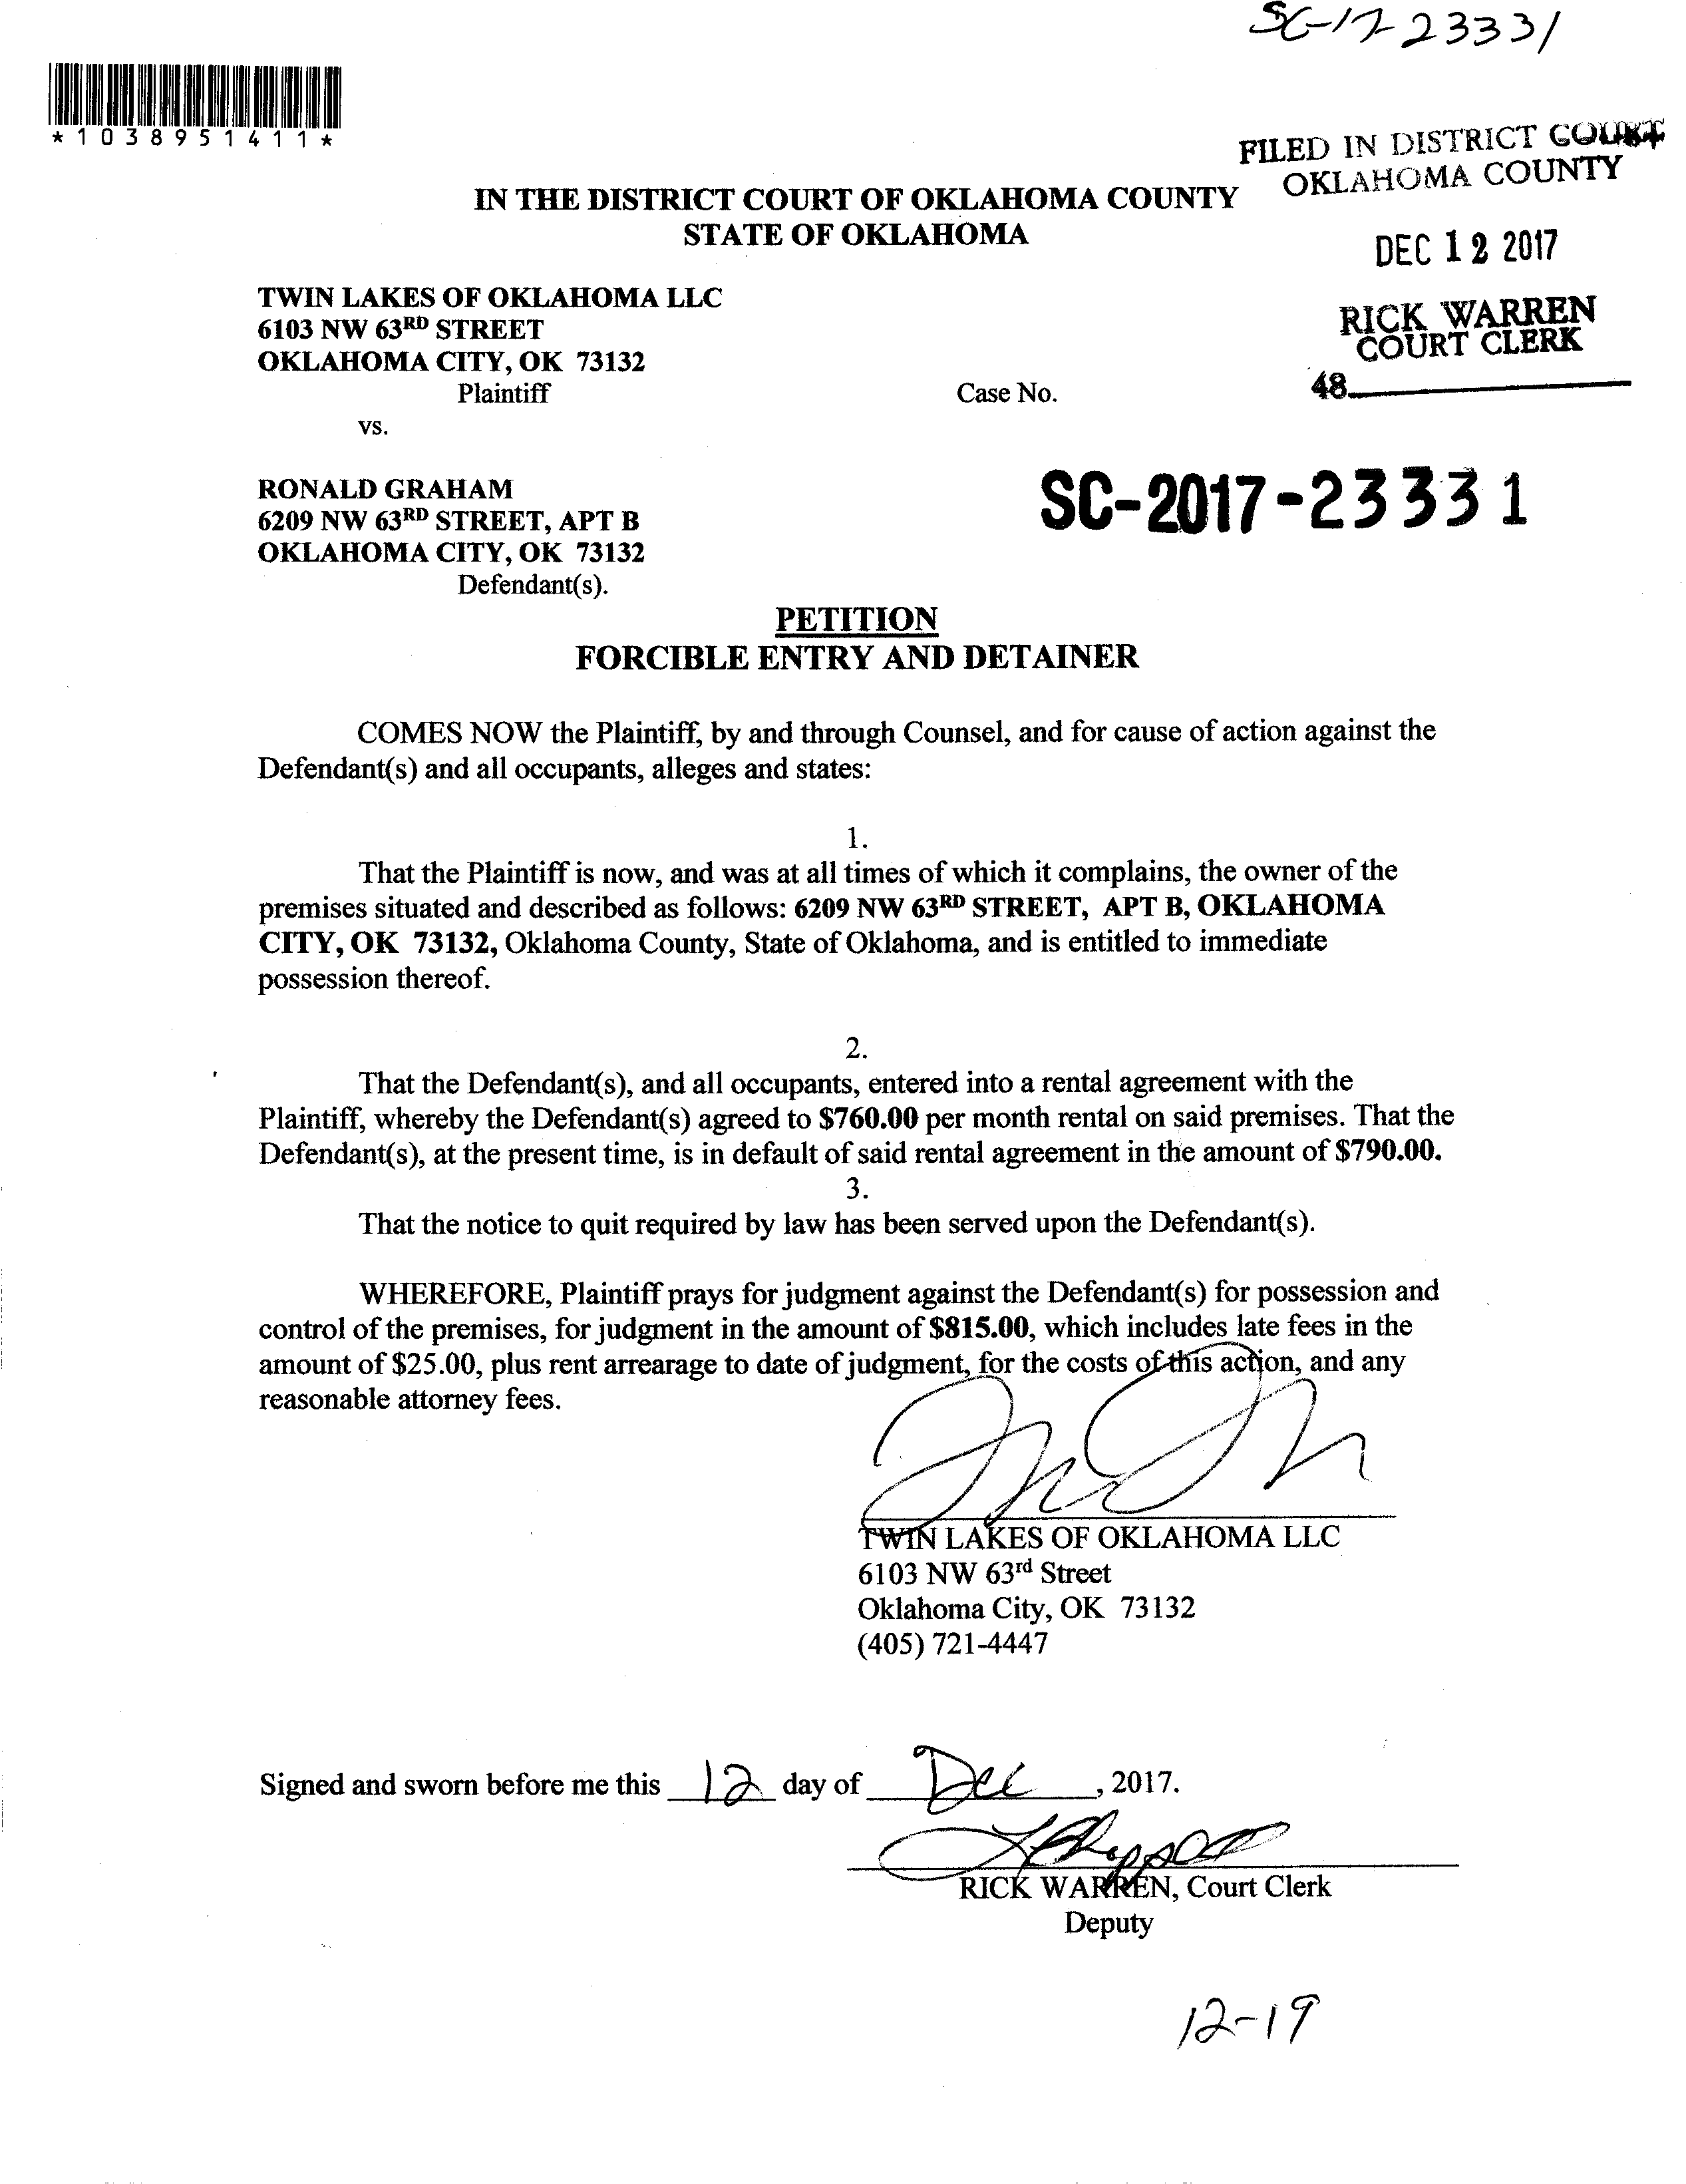 SC-17-23331
*1038951411*
FILED IN DISTRICT COURT
OKLAHOMA COUNTY
IN THE DISTRICT COURT OF OKLAHOMA COUNTY
STATE OF OKLAHOMA
DEC 12 2017
TWIN LAKES OF OKLAHOMA LLC
6103 NW 63RD STREET
OKLAHOMA CITY, OK 73132
Plaintiff
RICK WARREN
COURT CLERK
Case No.
48
vs.
RONALD GRAHAM
6209 NW 63RD STREET, APT B
OKLAHOMA CITY, OK 73132
Defendant(s).
SC-2017-23331
PETITION
FORCIBLE ENTRY AND DETAINER
COMES NOW the Plaintiff, by and through Counsel, and for cause of action against the
Defendant(s) and all occupants, alleges and states:
1.
That the Plaintiff is now, and was at all times of which it complains, the owner of the
premises situated and described as follows: 6209 NW 63RD STREET, APT B, OKLAHOMA
CITY, OK 73132, Oklahoma County, State of Oklahoma, and is entitled to immediate
possession thereof.
2.
That the Defendant(s), and all occupants, entered into a rental agreement with the
Plaintiff, whereby the Defendant(s) agreed to $760.00 per month rental on said premises. That the
Defendant(s), at the present time, is in default of said rental agreement in the amount of $790.00.
3.
That the notice to quit required by law has been served upon the Defendant(s).
WHEREFORE, Plaintiff prays for judgment against the Defendant(s) for possession and
control of the premises, for judgment in the amount of $815.00, which includes late fees in the
amount of $25.00, plus rent arrearage to date of judgment, for the costs of this action, and any
reasonable attorney fees.
TWIN LAKES OF OKLAHOMA LLC
6103 NW 63rd Street
Oklahoma City, OK 73132
(405) 721-4447
Signed and sworn before me this 12 day of Dec, 2017.
RICK WARREN, Court Clerk
Deputy
12-19